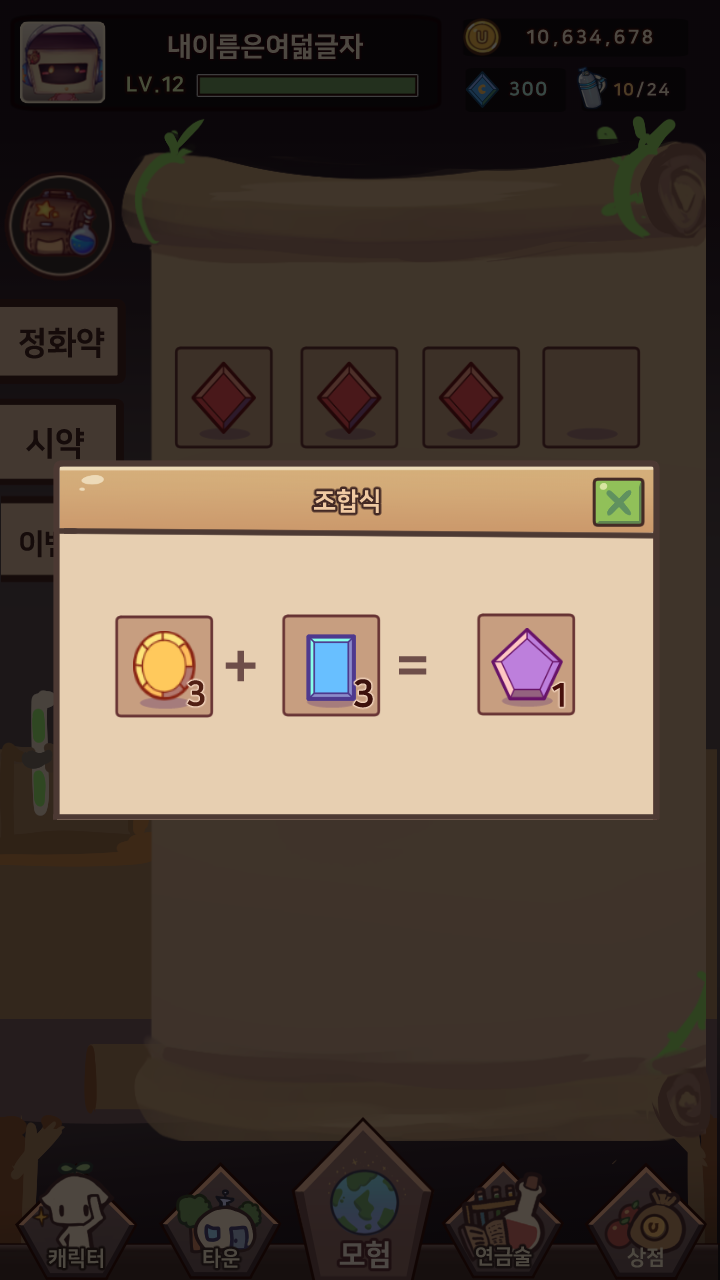 내이름은여덟글자
LV.12
10,634,678
300
10/24
정화약
시약
이벤
조합식
3 + 3 = 1
캐릭터
타운
모험
연금술
상점